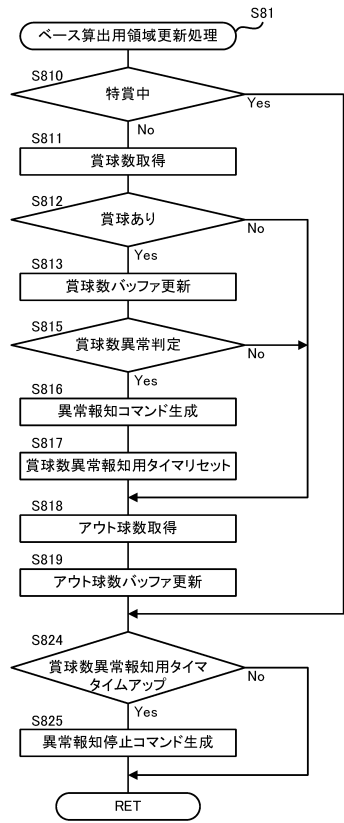 S81
ベース算出用領域更新処理
S810
特賞中
Yes
No
S811
賞球数取得
S812
賞球あり
No
Yes
S813
賞球数バッファ更新
S815
賞球数異常判定
No
Yes
S816
異常報知コマンド生成
S817
賞球数異常報知用タイマリセット
S818
アウト球数取得
S819
アウト球数バッファ更新
S824
賞球数異常報知用タイマ
タイムアップ
No
Yes
S825
異常報知停止コマンド生成
RET